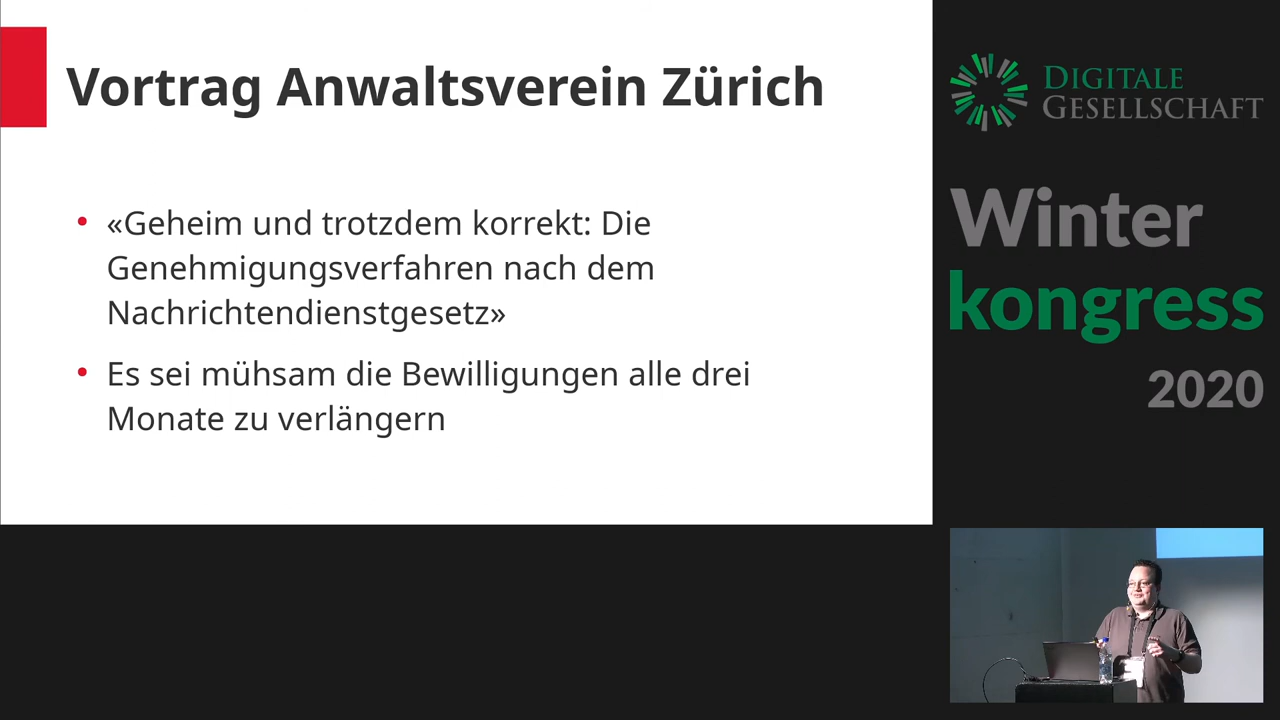 Vortrag Anwaltsverein Zürich
• «Geheim und trotzdem korrekt: Die
Genehmigungsverfahren nach dem
Nachrichtendienstgesetz»
• Es sei mühsam die Bewilligungen alle drei
Monate zu verlängern
DIGITALE
GESELLSCHAFT
Winter
kongress
2020